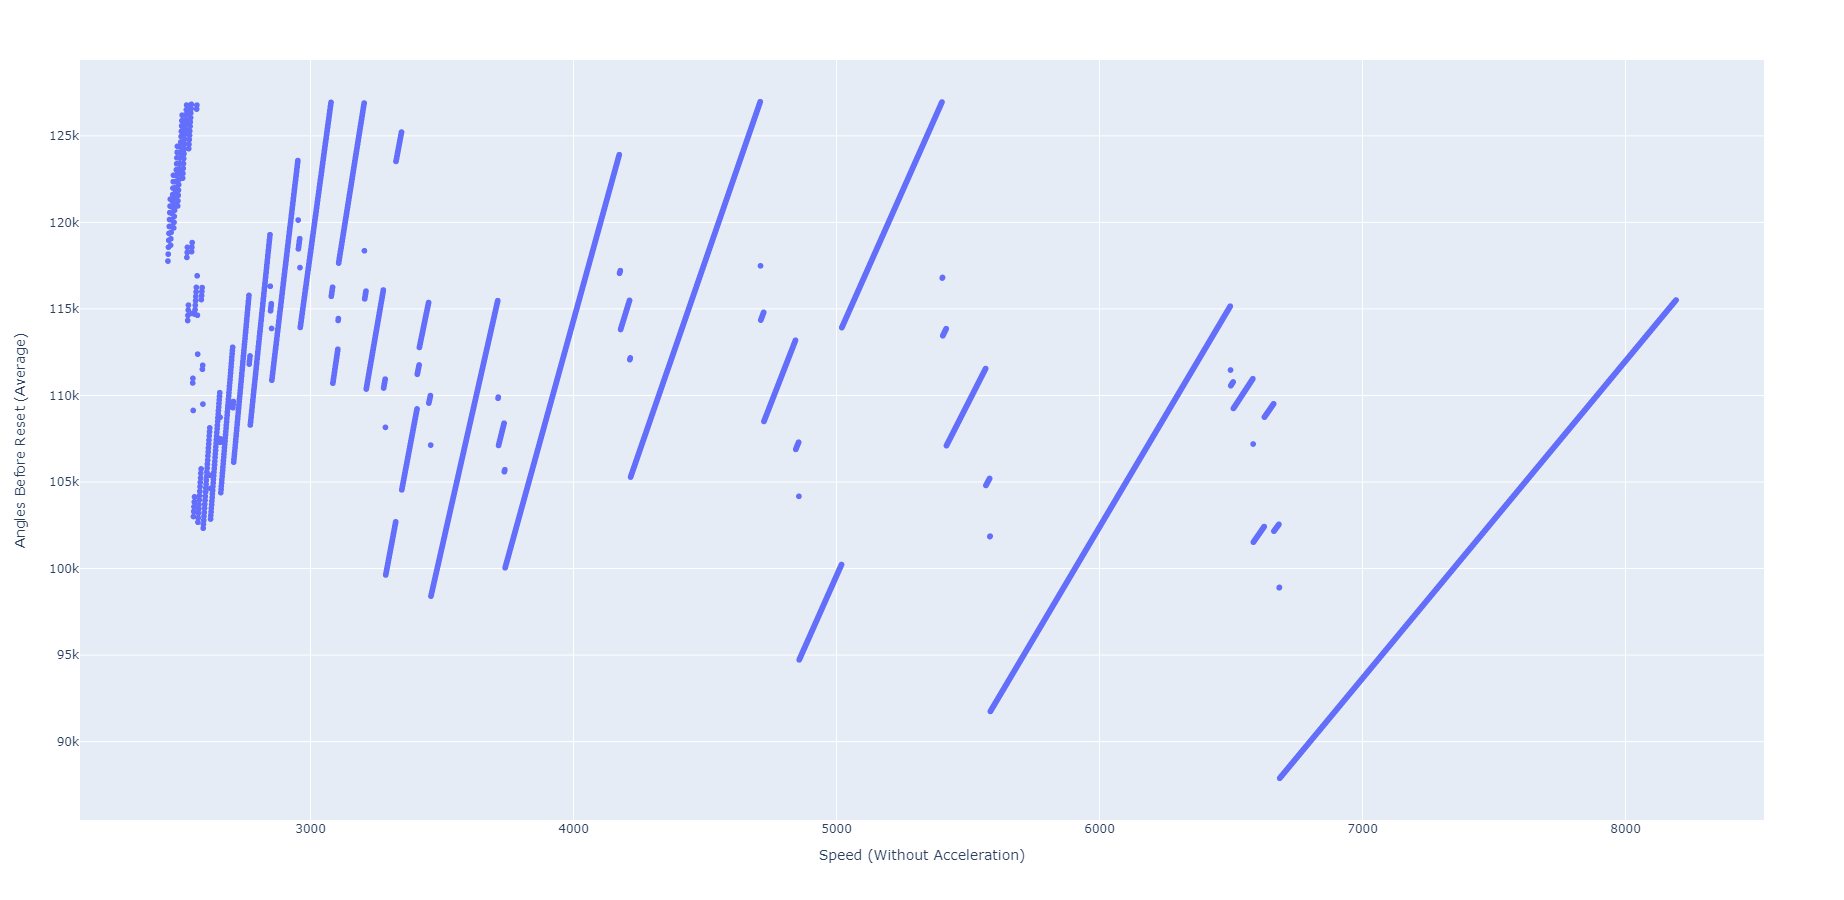 125k
120k
115k
110k
105k
100k
95k
90k
3000
4000
5000
6000
7000
8000
Speed (Without Acceleration)
Angles Before Reset (Average)